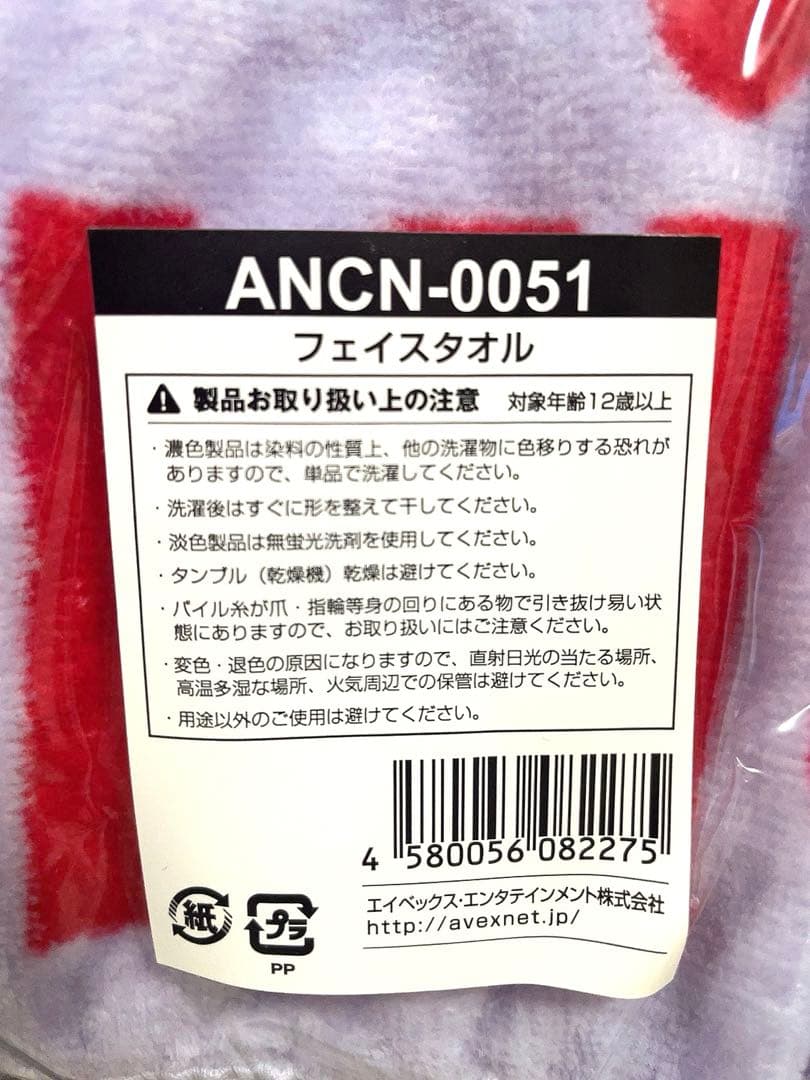 ANCN-0051
フェイスタオル
製品お取り扱い上の注意 対象年齢12歳以上
・濃色製品は染料の性質上、他の洗濯物に色移りする恐れが
ありますので、単品で洗濯してください。
・洗濯後はすぐに形を整えて干してください。
・淡色製品は無蛍光洗剤を使用してください。
・タンブル（乾燥機）乾燥は避けてください。
・パイル糸が爪・指輪等身の回りにある物で引き抜け易い状
態にありますので、お取り扱いにはご注意ください。
・変色・退色の原因になりますので、直射日光の当たる場所、
高温多湿な場所、火気周辺での保管は避けてください。
・用途以外のご使用は避けてください。
4 580056 082275
エイベックス・エンタテインメント株式会社
http://avexnet.jp/
紙 プラ
PP